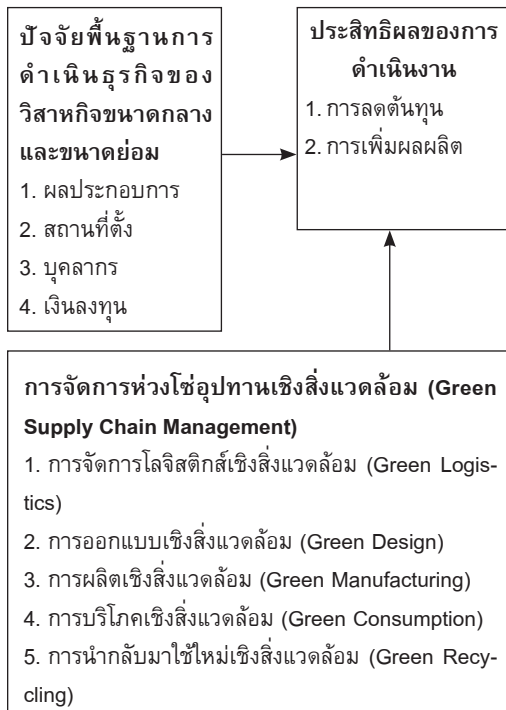 ปัจจัยพื้นฐานการ
ดำเนินธุรกิจของ
วิสาหกิจขนาดกลาง
และขนาดย่อม
1. ผลประกอบการ
2. สถานที่ตั้ง
3. บุคลากร
4. เงินลงทุน
ประสิทธิผลของการ
ดำเนินงาน
1. การลดต้นทุน
2. การเพิ่มผลผลิต
การจัดการห่วงโซ่อุปทานเชิงสิ่งแวดล้อม (Green
Supply Chain Management)
1. การจัดการโลจิสติกส์เชิงสิ่งแวดล้อม (Green Logis-
tics)
2. การออกแบบเชิงสิ่งแวดล้อม (Green Design)
3. การผลิตเชิงสิ่งแวดล้อม (Green Manufacturing)
4. การบริโภคเชิงสิ่งแวดล้อม (Green Consumption)
5. การนำกลับมาใช้ใหม่เชิงสิ่งแวดล้อม (Green Recy-
cling)